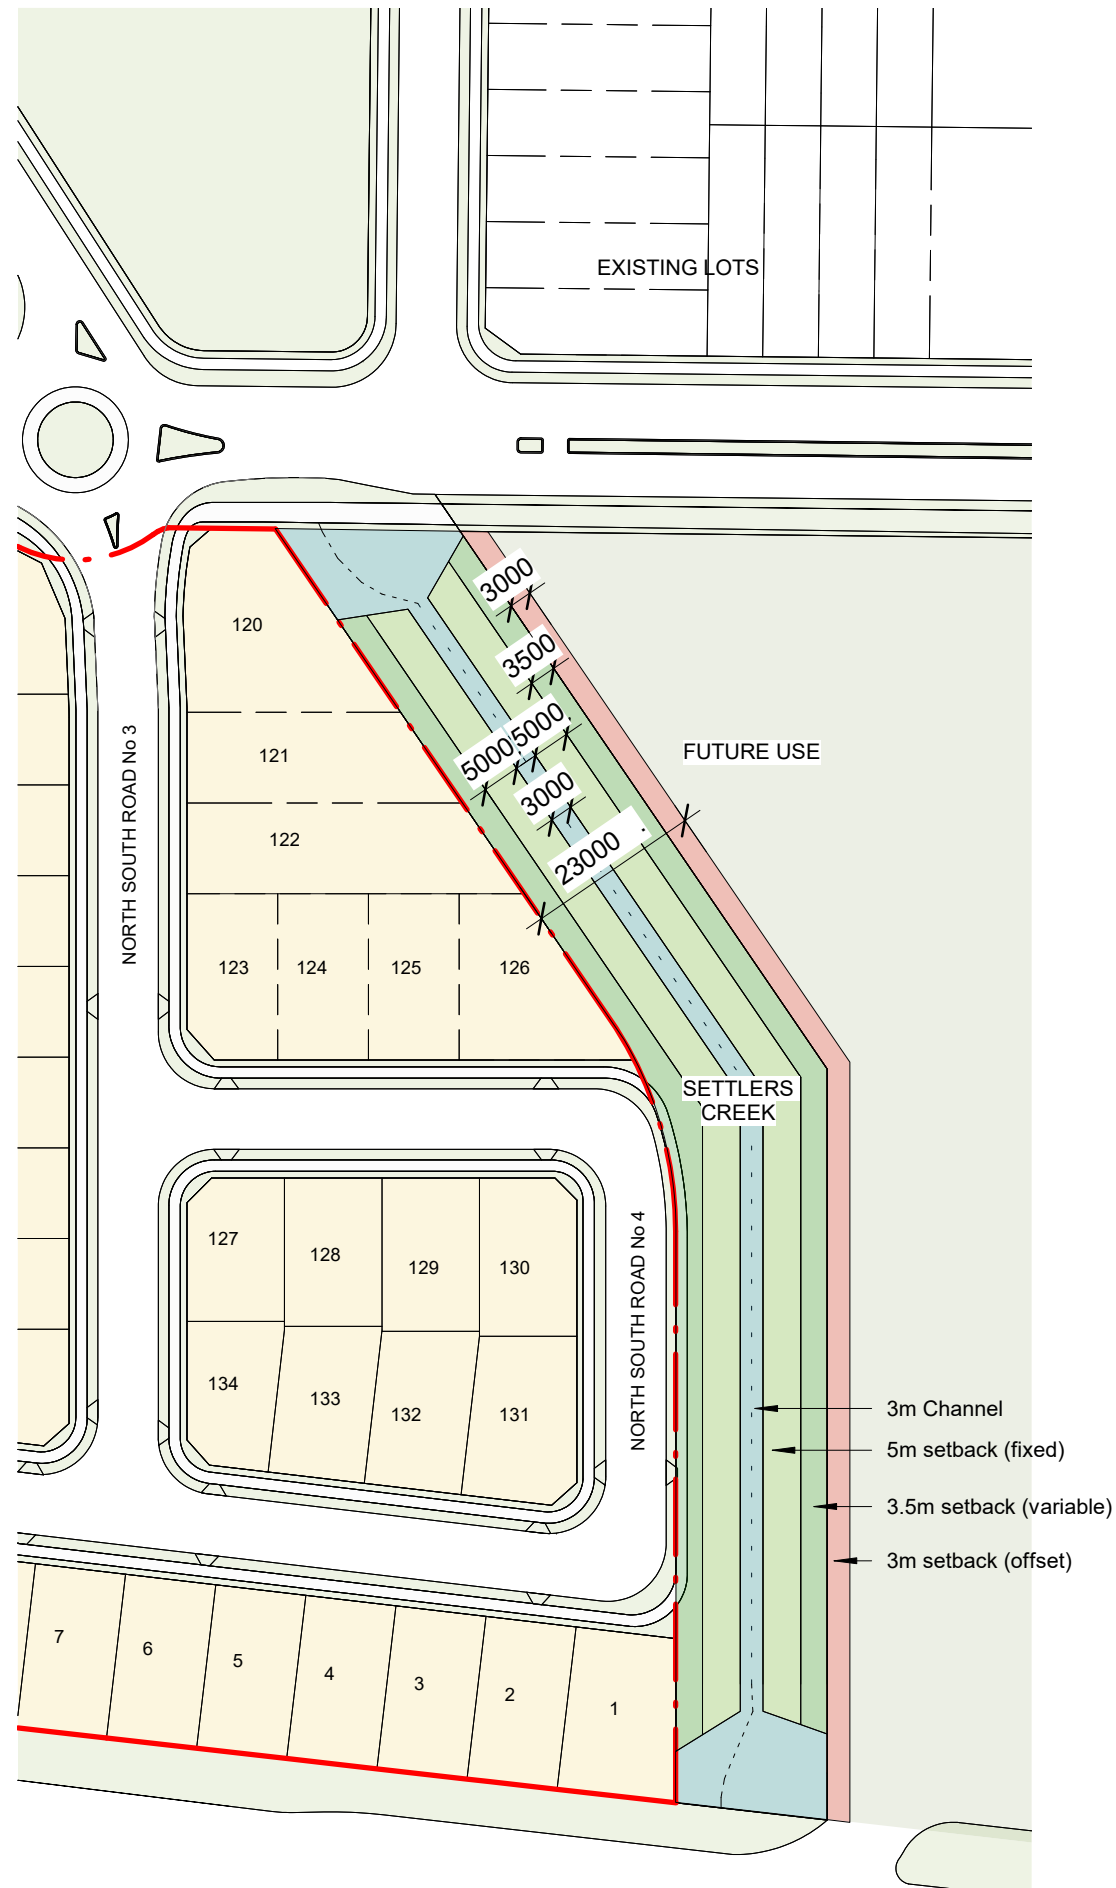 EXISTING LOTS
3000
120
3500
NORTH SOUTH ROAD No 3
5000
5000
FUTURE USE
121
3000
122
23000
123
124
125
126
SETTLERS
CREEK
127
128
129
130
NORTH SOUTH ROAD No 4
134
133
132
131
3m Channel
5m setback (fixed)
3.5m setback (variable)
3m setback (offset)
7
6
5
4
3
2
1